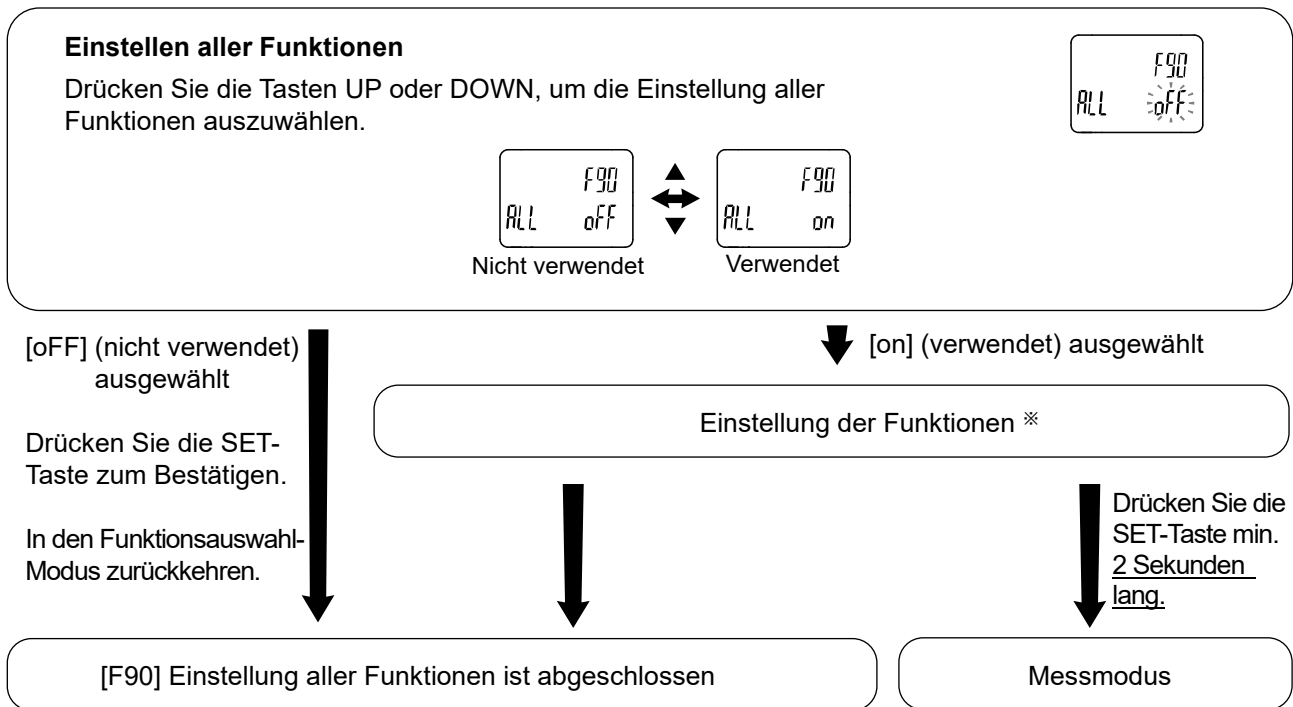 Einstellen aller Funktionen
Drücken Sie die Tasten UP oder DOWN, um die Einstellung aller
Funktionen auszuwählen.
F90
ALL oFF
F90
ALL oFF
F90
ALL on
Nicht verwendet
Verwendet
[oFF] (nicht verwendet)
ausgewählt
[on] (verwendet) ausgewählt
Einstellung der Funktionen ※
Drücken Sie die SET-
Taste zum Bestätigen.
In den Funktionsauswahl-
Modus zurückkehren.
Drücken Sie die
SET-Taste min.
2 Sekunden
lang.
[F90] Einstellung aller Funktionen ist abgeschlossen
Messmodus